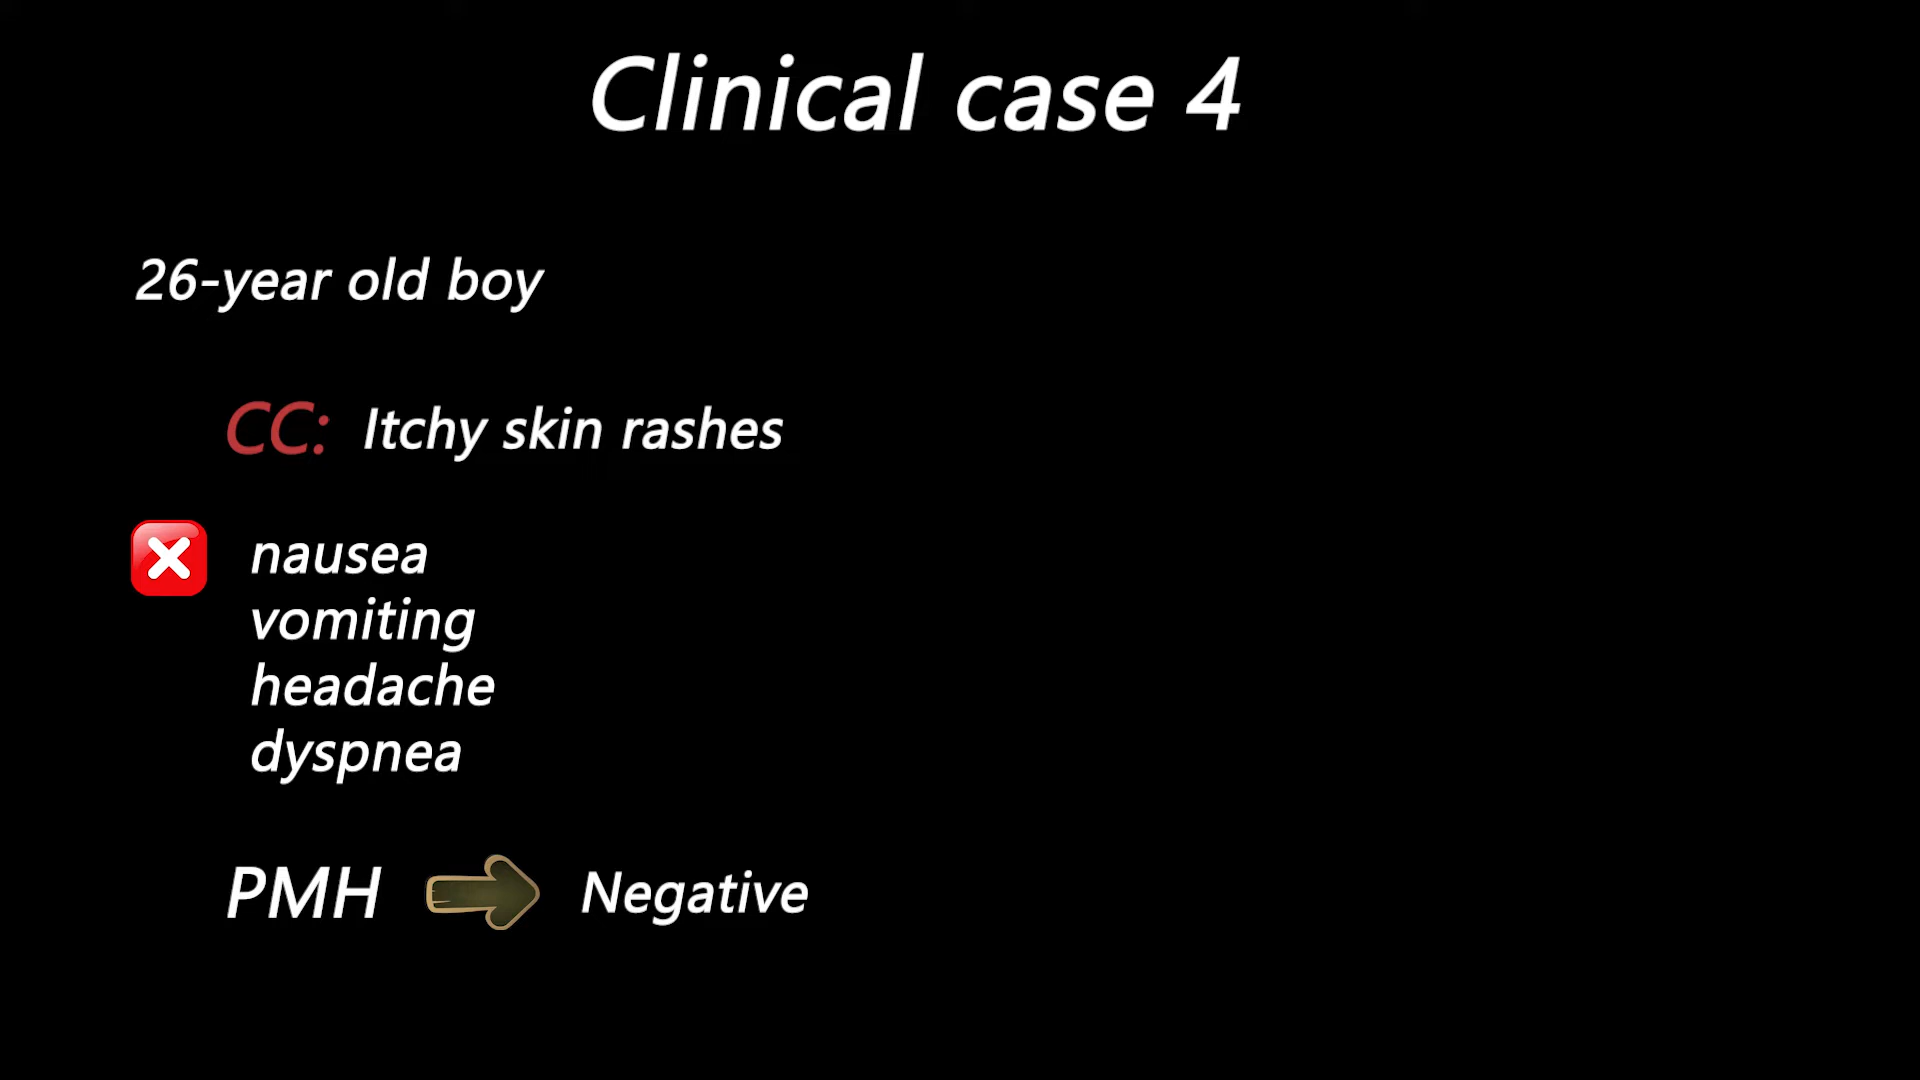 Clinical case 4
26-year old boy
CC: Itchy skin rashes
nausea
vomiting
headache
dyspnea
PMH Negative